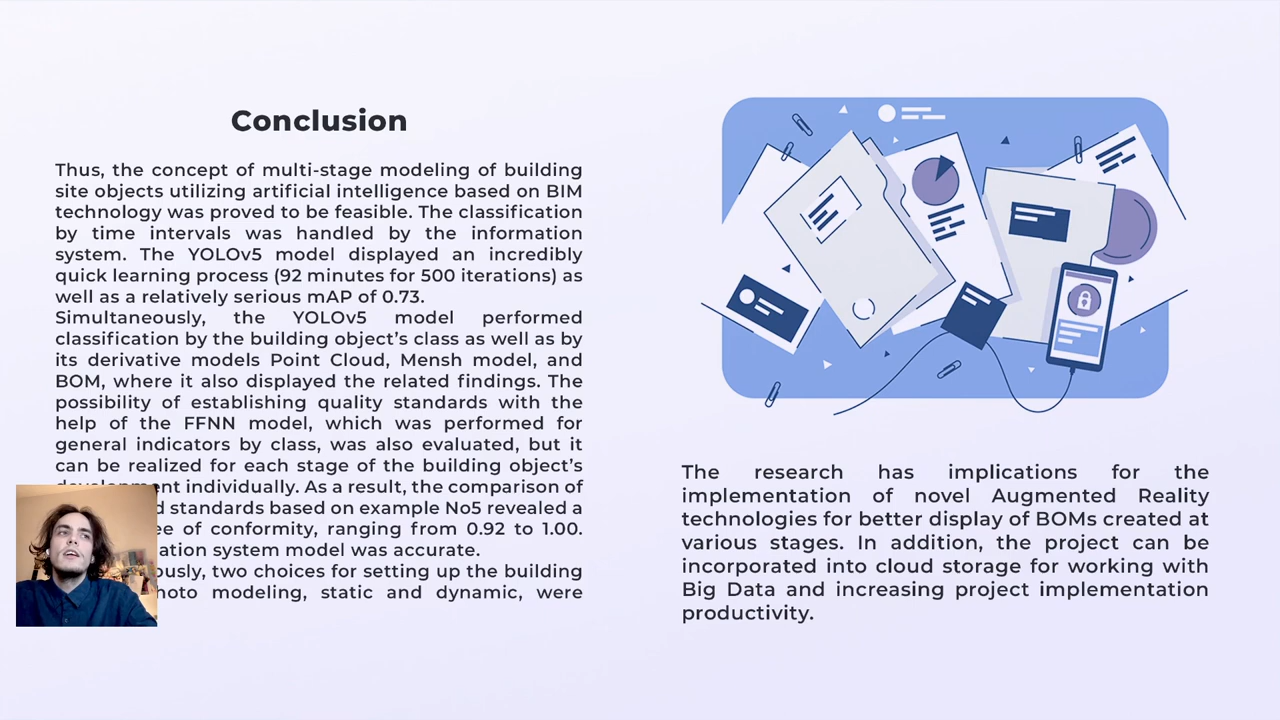 Conclusion
Thus, the concept of multi-stage modeling of building
site objects utilizing artificial intelligence based on BIM
technology was proved to be feasible. The classification
by time intervals was handled by the information
system. The YOLOv5 model displayed an incredibly
quick learning process (92 minutes for 500 iterations) as
well as a relatively serious mAP of 0.73.
Simultaneously, the YOLOv5 model performed
classification by the building object’s class as well as by
its derivative models Point Cloud, Mensh model, and
BOM, where it also displayed the related findings. The
possibility of establishing quality standards with the
help of the FFNN model, which was performed for
general indicators by class, was also evaluated, but it
can be realized for each stage of the building object’s
individually. As a result, the comparison of
standards based on example No5 revealed a
of conformity, ranging from 0.92 to 1.00.
system model was accurate.
two choices for setting up the building
modeling, static and dynamic, were
The research has implications for the
implementation of novel Augmented Reality
technologies for better display of BOMs created at
various stages. In addition, the project can be
incorporated into cloud storage for working with
Big Data and increasing project implementation
productivity.